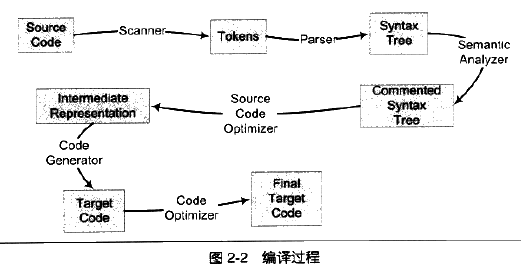 Source
Code
Scanner
Tokens
Parser
Syntax
Tree
Semantic
Analyzer
Commented
Syntax
Tree
Source
Code
Optimizer
Intermediate
Representation
Code
Generator
Target
Code
Code
Optimizer
Final
Target
Code
图 2-2 编译过程